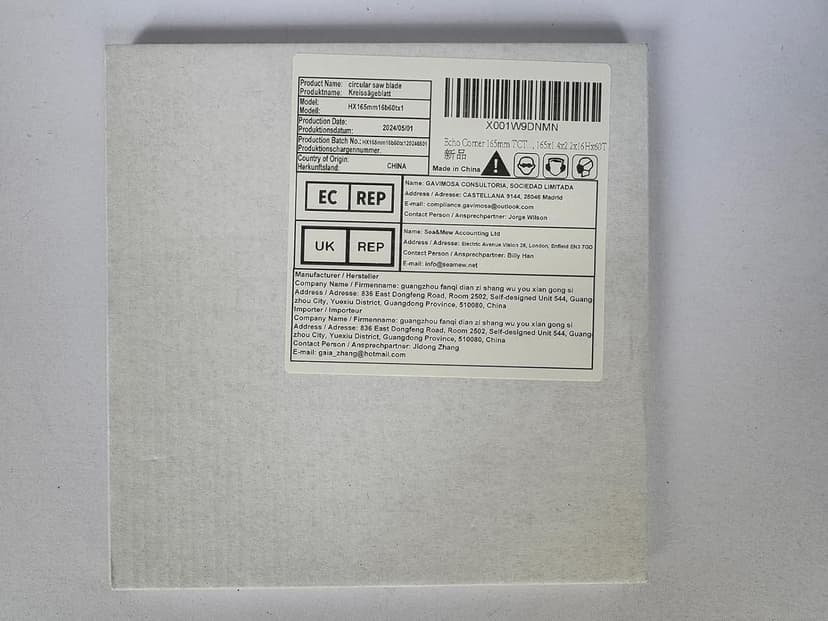 Product Name: circular saw blade
Produktname: Kreissägeblatt
Model: HX165mm16b60tx1
Modell:
Production Date: 2024/05/01
Produktionsdatum:
Production Batch No.: HX165mm16b60tx120240501
Produktionschargennummer.
Country of Origin: CHINA
Herkunftsland:
X001W9DNMN
Echo Corner 165mm TCT..., 165x1.4x2.2x16Hx60T
新品
Made in China
EC REP
Name: GAVIMOSA CONSULTORIA, SOCIEDAD LIMITADA
Address / Adresse: CASTELLANA 9144, 28046 Madrid
E-mail: compliance.gavimosa@outlook.com
Contact Person / Ansprechpartner: Jorge Wilson
UK REP
Name: Sea&Mew Accounting Ltd
Address / Adresse: Electric Avenue Vision 25, London, Enfield EN3 7GD
Contact Person / Ansprechpartner: Billy Han
E-mail: info@seamew.net
Manufacturer / Hersteller
Company Name / Firmenname: guangzhou fanqi dian zi shang wu you xian gong si
Address / Adresse: 836 East Dongfeng Road, Room 2502, Self-designed Unit 544, Guang
zhou City, Yuexiu District, Guangdong Province, 510080, China
Importer / Importeur
Company Name / Firmenname: guangzhou fanqi dian zi shang wu you xian gong si
Address / Adresse: 836 East Dongfeng Road, Room 2502, Self-designed Unit 544, Guang
zhou City, Yuexiu District, Guangdong Province, 510080, China
Contact Person / Ansprechpartner: Jidong Zhang
E-mail: gaia_zhang@hotmail.com